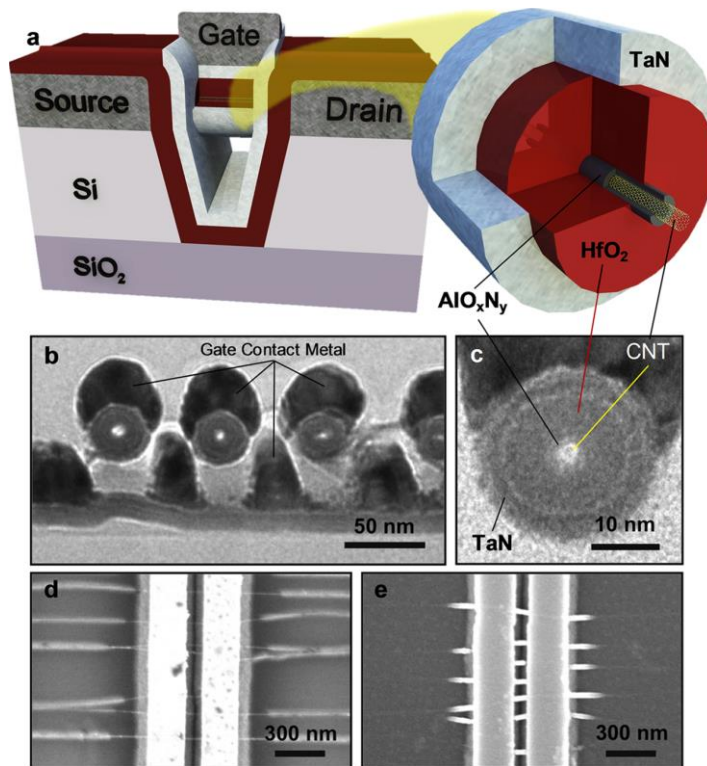 a
Gate
TaN
Source
Drain
Si
HfO₂
SiO₂
AlOₓNᵧ
b
Gate Contact Metal
c
CNT
50 nm
TaN
10 nm
d
e
300 nm
300 nm